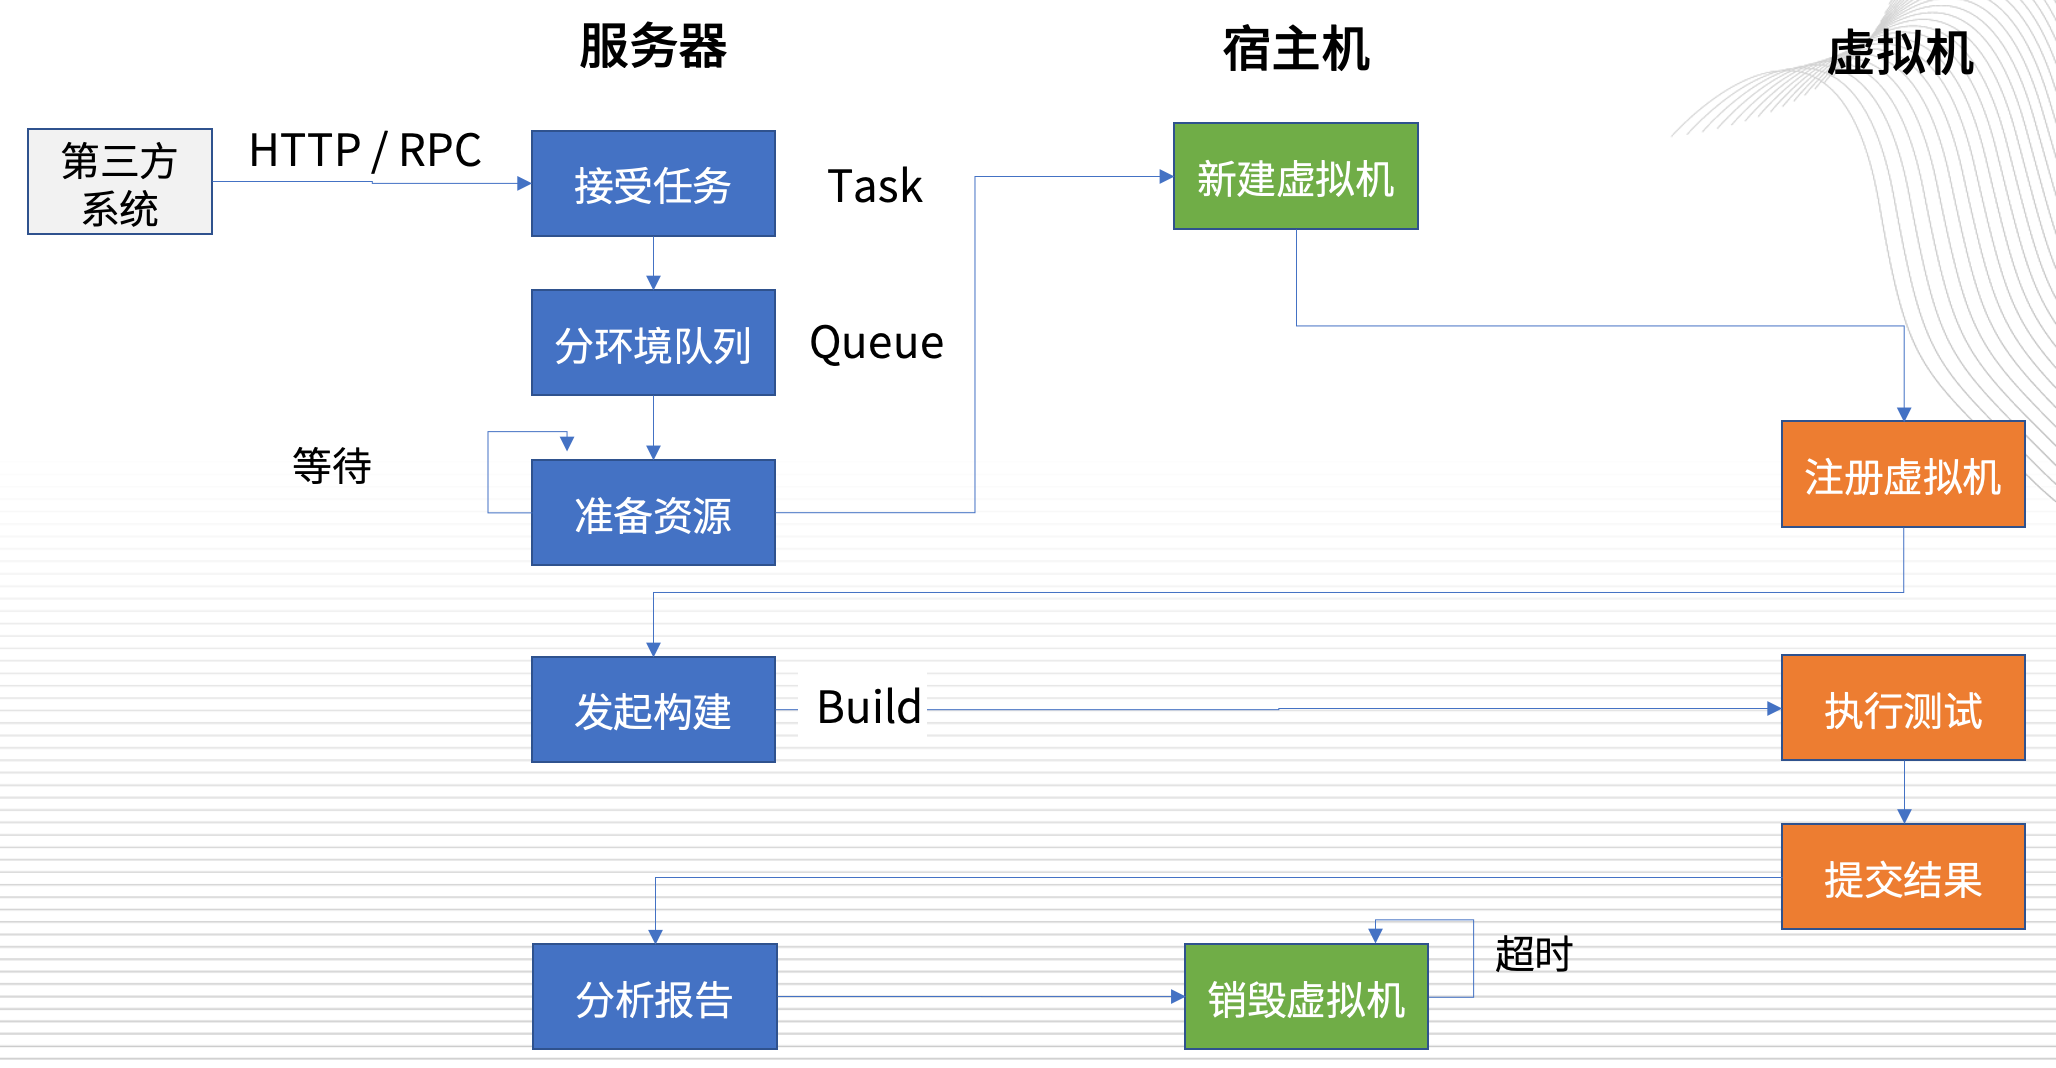 服务器
宿主机
虚拟机
第三方
系统
HTTP / RPC
接受任务
Task
新建虚拟机
分环境队列
Queue
等待
准备资源
注册虚拟机
发起构建
Build
执行测试
提交结果
分析报告
销毁虚拟机
超时